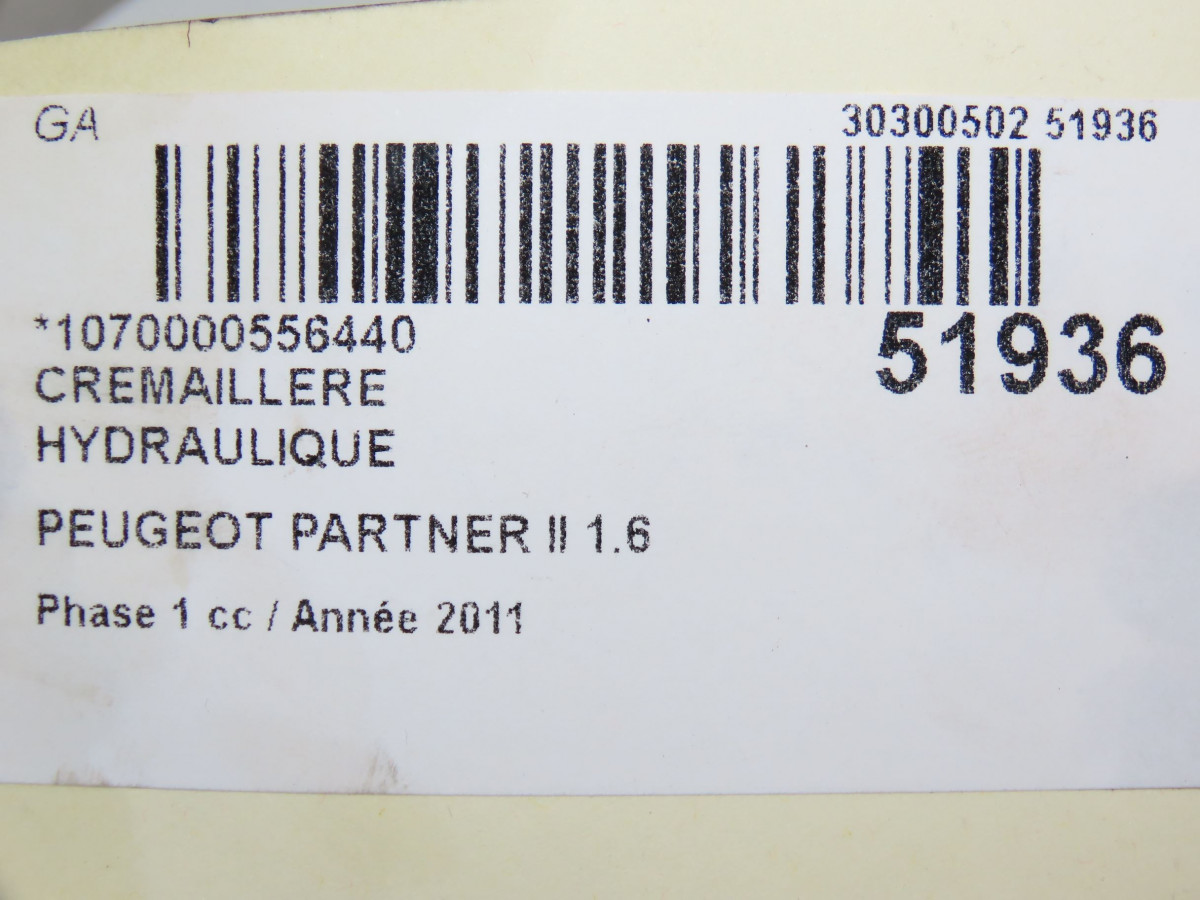 GA 30300502 51936
*1070000556440 51936
CREMAILLERE
HYDRAULIQUE
PEUGEOT PARTNER II 1.6
Phase 1 cc / Année 2011